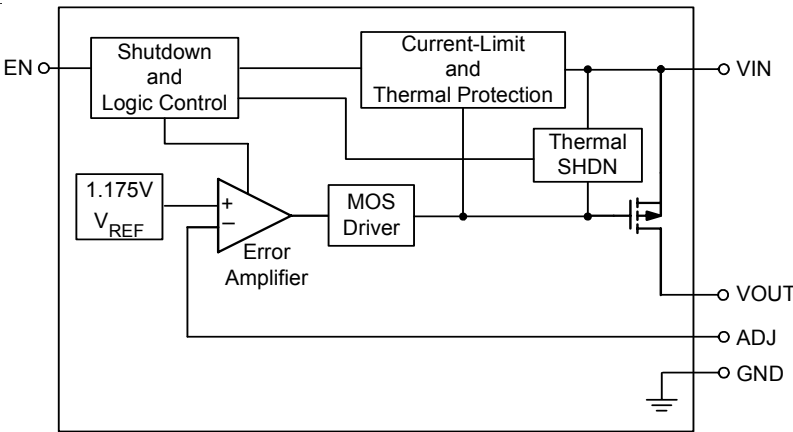 EN
Shutdown
and
Logic Control
Current-Limit
and
Thermal Protection
VIN
Thermal
SHDN
1.175V
VREF
+
−
Error
Amplifier
MOS
Driver
VOUT
ADJ
GND